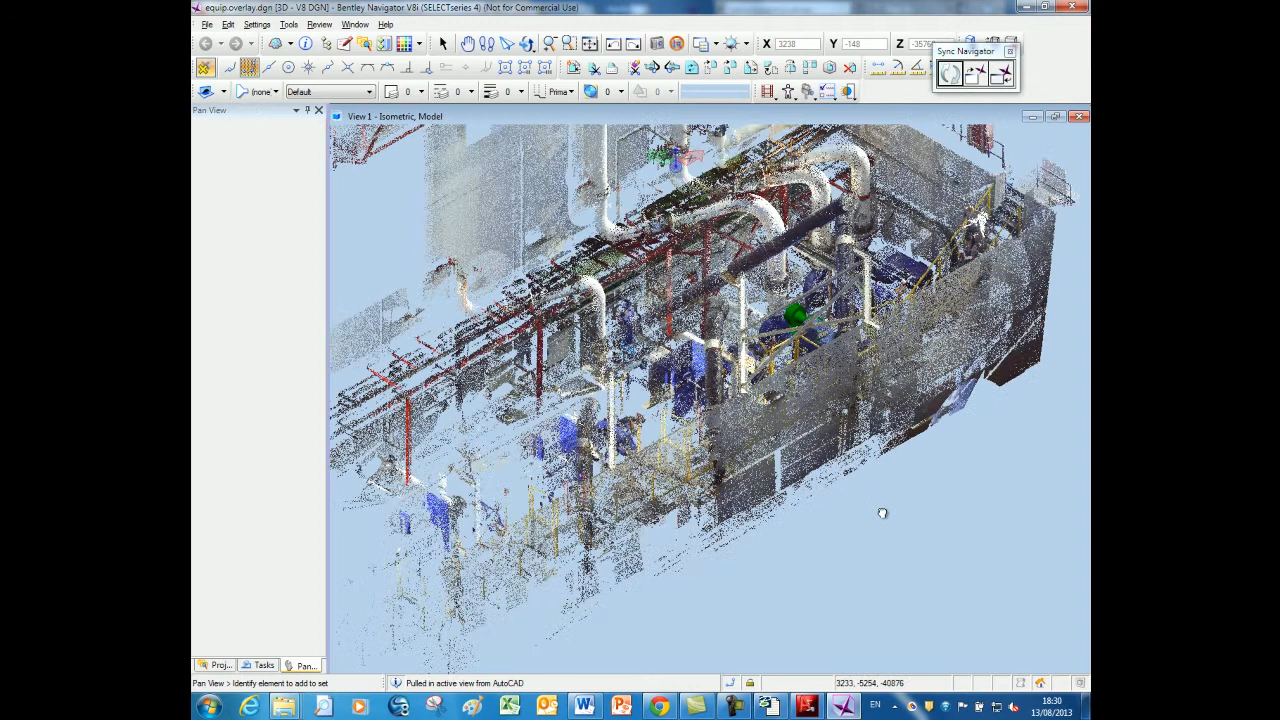 equip.overlay.dgn [3D - V8 DGN] - Bentley Navigator V8i (SELECTseries 4) (Not for Commercial Use)
File Edit Settings Tools Review Window Help
X 3238 Y -148 Z
Sync Navigator
(none Default 0 0 0 Prima 0 0
Pan View
View 1 - Isometric, Model
Proj... Tasks Pan...
Pan View > Identify element to add to set
Pulled in active view from AutoCAD
3233, -5254, -40876
EN
18:30
13/08/2013